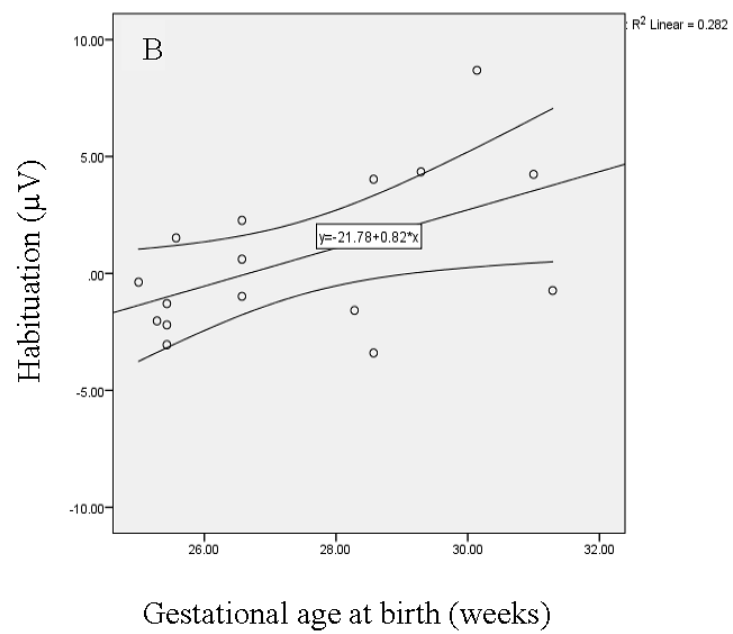 : R2 Linear = 0.282
10.00
B
5.00
y=-21.78+0.82*x
.00
-5.00
-10.00
Habituation (µV)
26.00 28.00 30.00 32.00
Gestational age at birth (weeks)